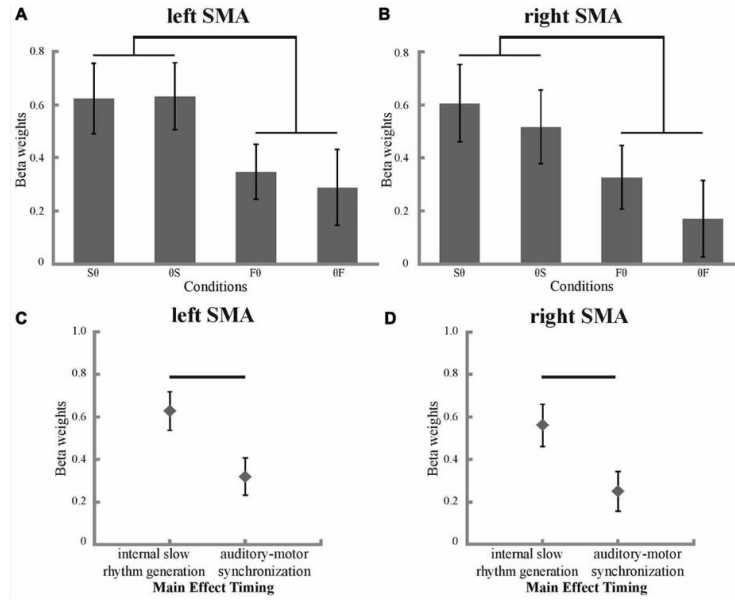 A
left SMA
0.8
0.6
0.4
0.2
0
Beta weights
S0
0S
F0
0F
Conditions
B
right SMA
0.8
0.6
0.4
0.2
0
Beta weights
S0
0S
F0
0F
Conditions
C
left SMA
1.0
0.8
0.6
0.4
0.2
0
Beta weights
internal slow
rhythm generation
auditory-motor
synchronization
Main Effect Timing
D
right SMA
1.0
0.8
0.6
0.4
0.2
0
Beta weights
internal slow
rhythm generation
auditory-motor
synchronization
Main Effect Timing